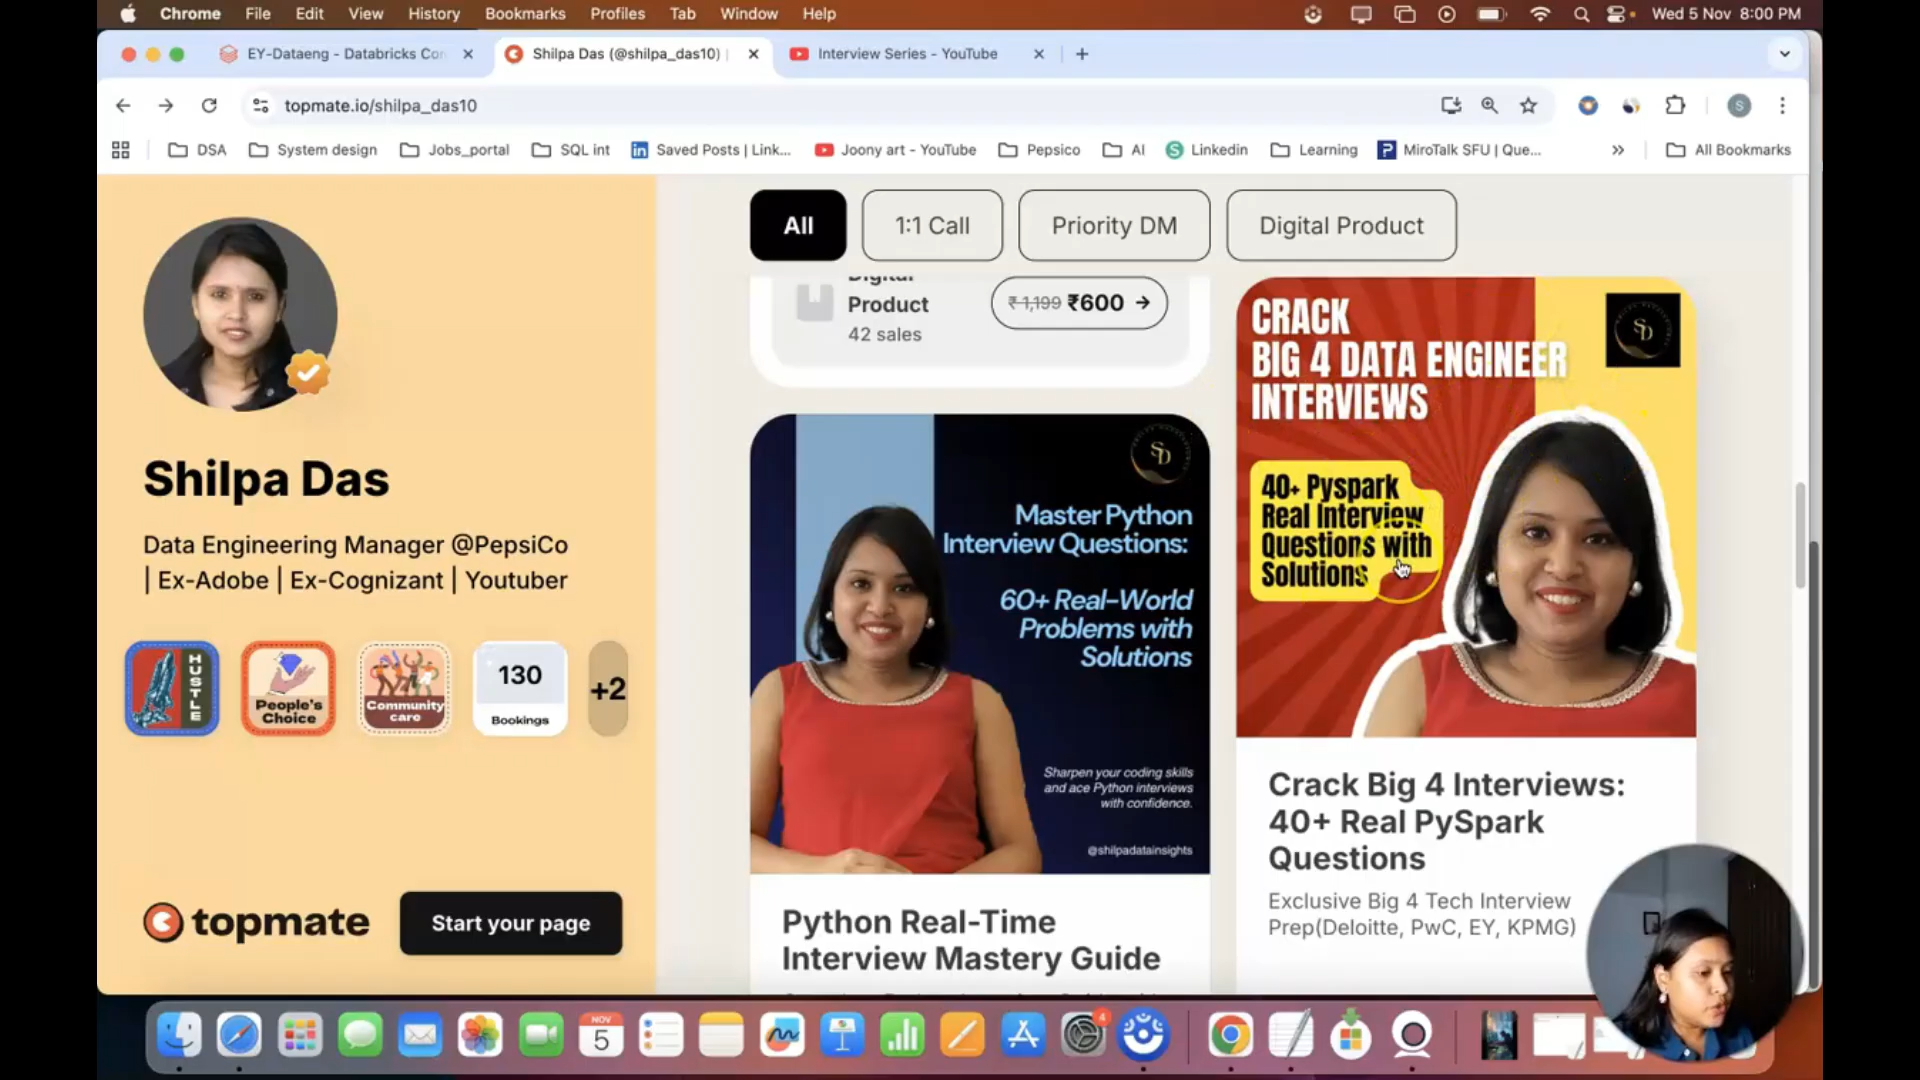 Chrome File Edit View History Bookmarks Profiles Tab Window Help
4
Wed 5 Nov 8:00 PM
EY-Dataeng - Databricks Con
Shilpa Das (@shilpa_das10) |
Interview Series - YouTube
topmate.io/shilpa_das10
S
DSA
System design
Jobs_portal
SQL int
Saved Posts | Link...
Joony art - YouTube
Pepsico
AI
Linkedin
Learning
MiroTalk SFU | Que...
All Bookmarks
All
1:1 Call
Priority DM
Digital Product
Shilpa Das
Data Engineering Manager @PepsiCo
| Ex-Adobe | Ex-Cognizant | Youtuber
HUSTLE
People's
Choice
Community
care
130
Bookings
+2
topmate
Start your page
Digital
Product
42 sales
₹1,199 ₹600
SD
Master Python
Interview Questions:
60+ Real-World
Problems with
Solutions
Sharpen your coding skills
and ace Python interviews
with confidence.
@shilpadatainsights
Python Real-Time
Interview Mastery Guide
CRACK
BIG 4 DATA ENGINEER
INTERVIEWS
SD
40+ Pyspark
Real Interview
Questions with
Solutions
Crack Big 4 Interviews:
40+ Real PySpark
Questions
Exclusive Big 4 Tech Interview
Prep(Deloitte, PwC, EY, KPMG)
NOV
5